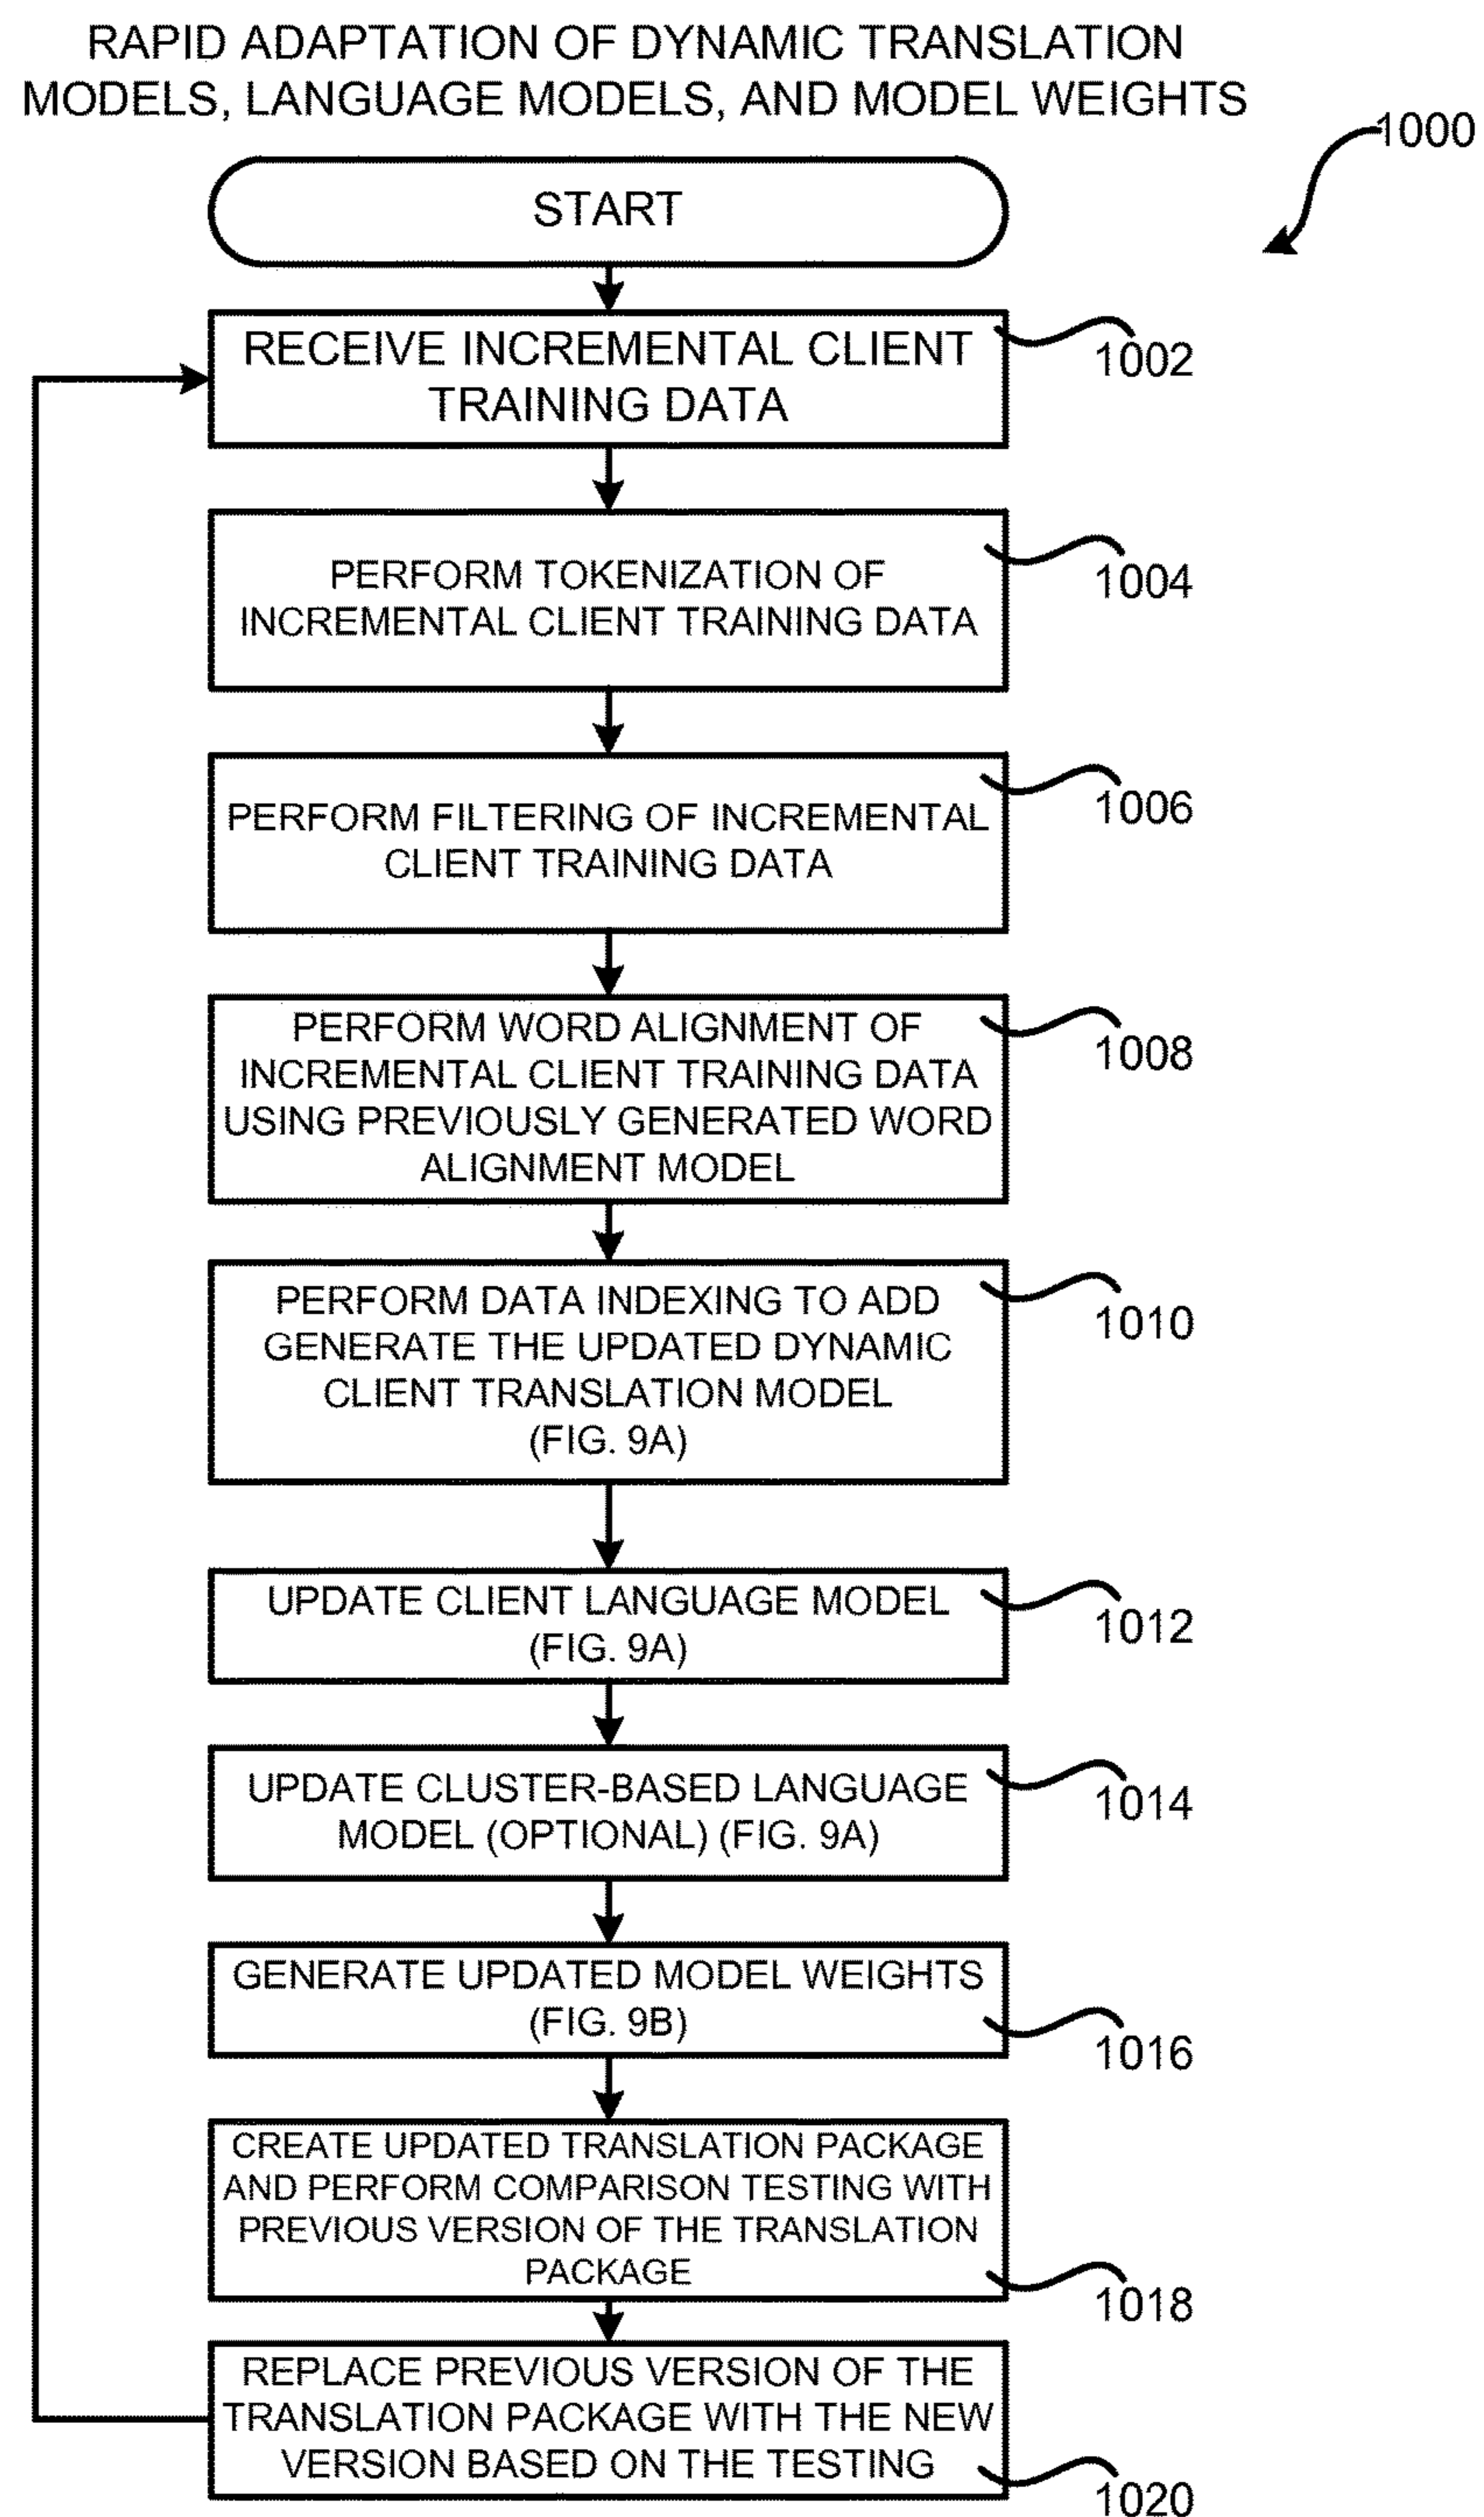 RAPID ADAPTATION OF DYNAMIC TRANSLATION
MODELS, LANGUAGE MODELS, AND MODEL WEIGHTS
1000
START
RECEIVE INCREMENTAL CLIENT
TRAINING DATA
1002
PERFORM TOKENIZATION OF
INCREMENTAL CLIENT TRAINING DATA
1004
PERFORM FILTERING OF INCREMENTAL
CLIENT TRAINING DATA
1006
PERFORM WORD ALIGNMENT OF
INCREMENTAL CLIENT TRAINING DATA
USING PREVIOUSLY GENERATED WORD
ALIGNMENT MODEL
1008
PERFORM DATA INDEXING TO ADD
GENERATE THE UPDATED DYNAMIC
CLIENT TRANSLATION MODEL
(FIG. 9A)
1010
UPDATE CLIENT LANGUAGE MODEL
(FIG. 9A)
1012
UPDATE CLUSTER-BASED LANGUAGE
MODEL (OPTIONAL) (FIG. 9A)
1014
GENERATE UPDATED MODEL WEIGHTS
(FIG. 9B)
1016
CREATE UPDATED TRANSLATION PACKAGE
AND PERFORM COMPARISON TESTING WITH
PREVIOUS VERSION OF THE TRANSLATION
PACKAGE
1018
REPLACE PREVIOUS VERSION OF THE
TRANSLATION PACKAGE WITH THE NEW
VERSION BASED ON THE TESTING
1020